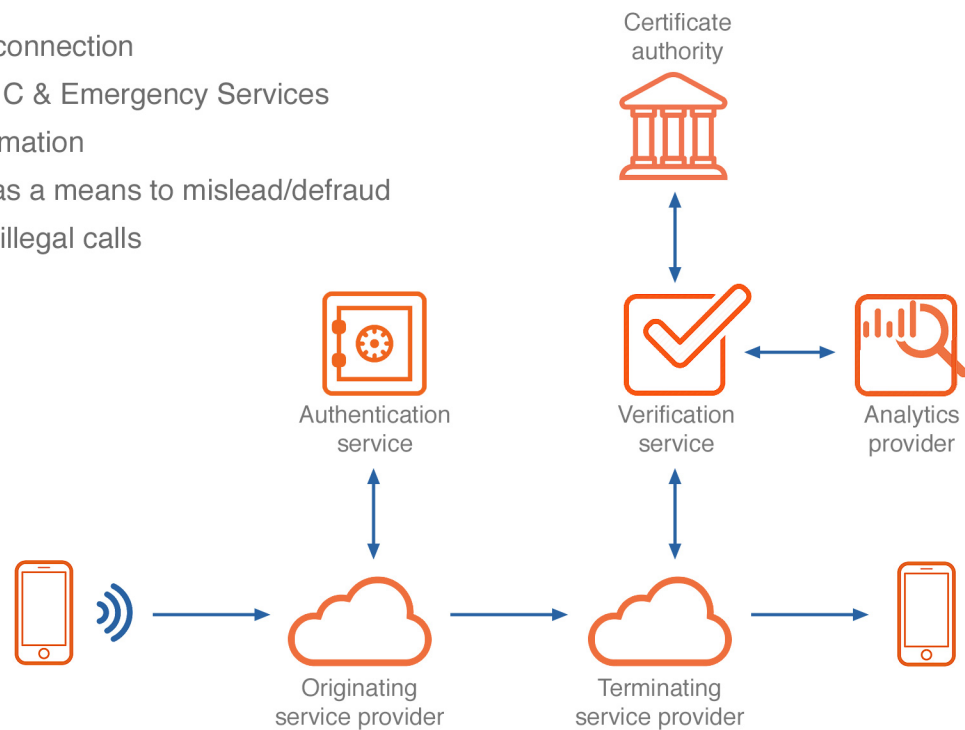 connection
C & Emergency Services
mation
as a means to mislead/defraud
illegal calls
Certificate
authority
Authentication
service
Verification
service
Analytics
provider
Originating
service provider
Terminating
service provider